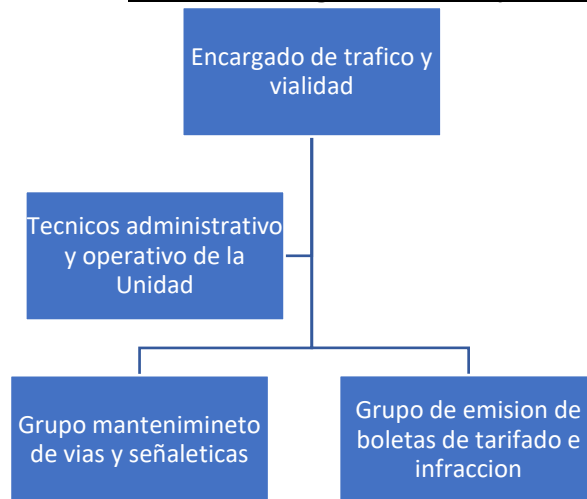 Encargado de trafico y
vialidad
Tecnicos administrativo
y operativo de la
Unidad
Grupo mantenimineto
de vias y señaleticas
Grupo de emision de
boletas de tarifado e
infraccion